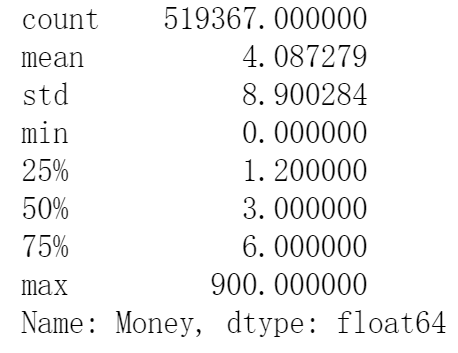 count 519367.000000
mean 4.087279
std 8.900284
min 0.000000
25% 1.200000
50% 3.000000
75% 6.000000
max 900.000000
Name: Money, dtype: float64